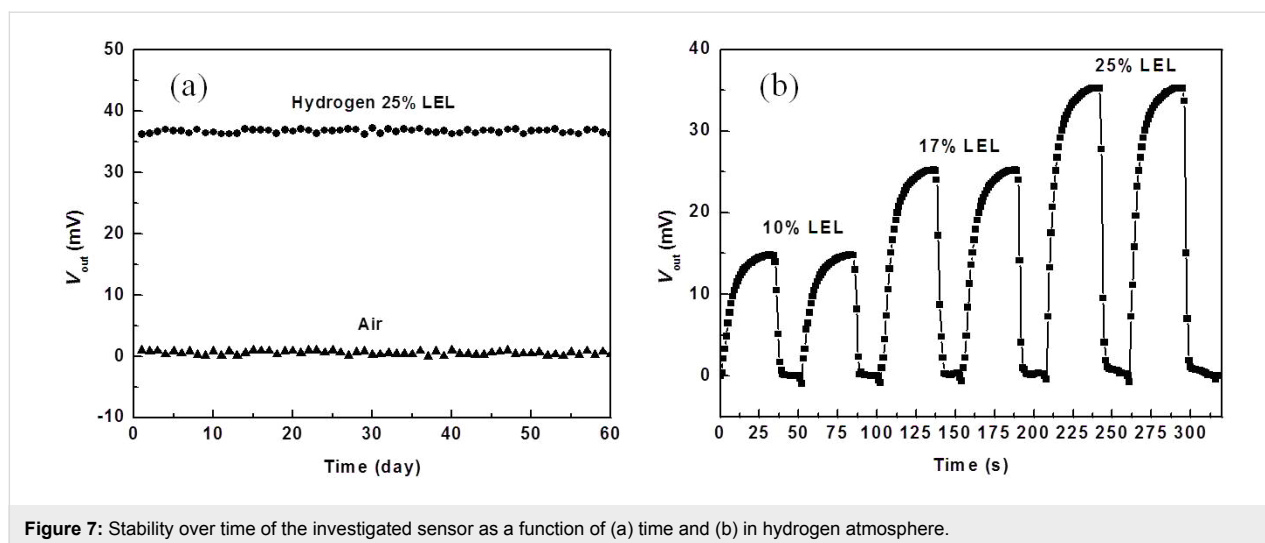 (a)
Hydrogen 25% LEL
Air
50
40
30
20
10
0
-10
V out (mV)
0 10 20 30 40 50 60
Time (day)
(b)
10% LEL
17% LEL
25% LEL
40
30
20
10
0
V out (mV)
0 25 50 75 100 125 150 175 200 225 250 275 300
Time (s)
Figure 7: Stability over time of the investigated sensor as a function of (a) time and (b) in hydrogen atmosphere.